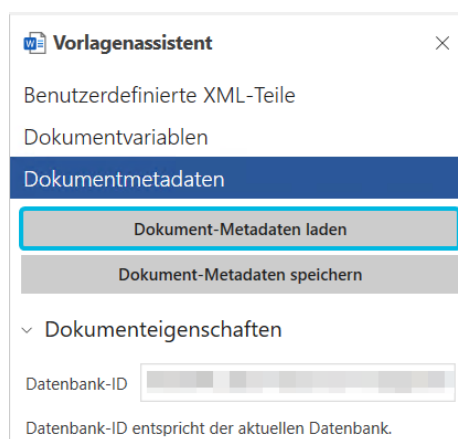 Vorlagenassistent
Benutzerdefinierte XML-Teile
Dokumentvariablen
Dokumentmetadaten
Dokument-Metadaten laden
Dokument-Metadaten speichern
Dokumenteigenschaften
Datenbank-ID
Datenbank-ID entspricht der aktuellen Datenbank.